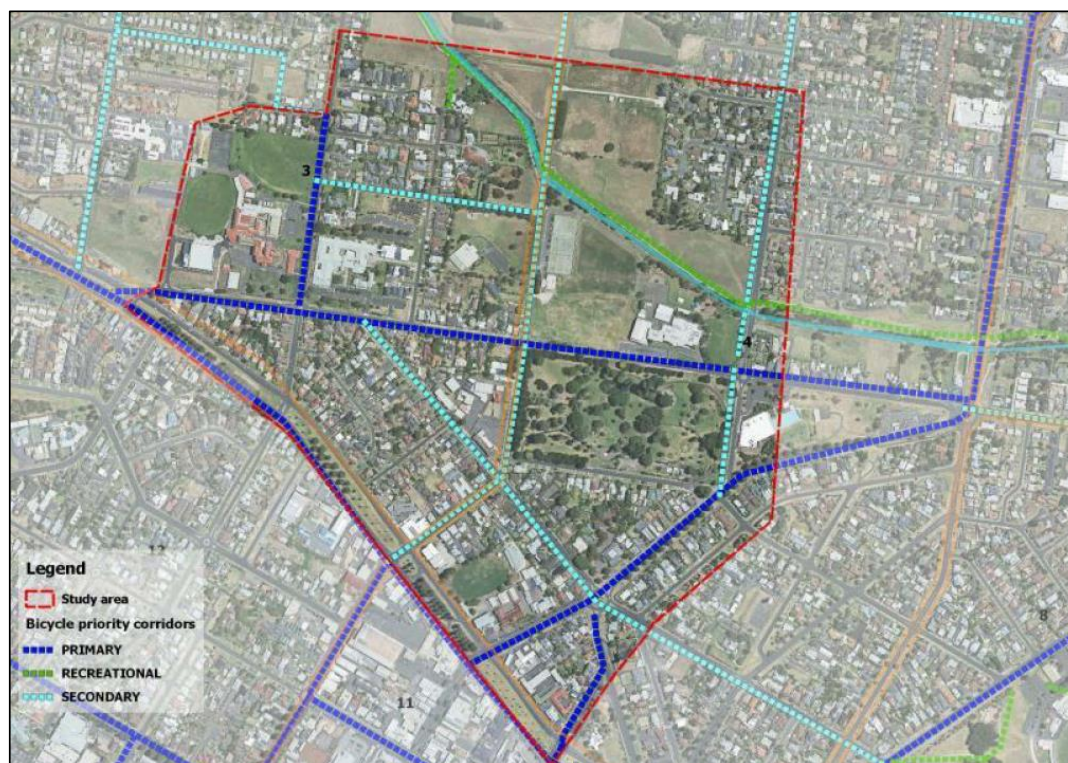 3
4
12
Legend
Study area
Bicycle priority corridors
PRIMARY
RECREATIONAL
SECONDARY
8
11